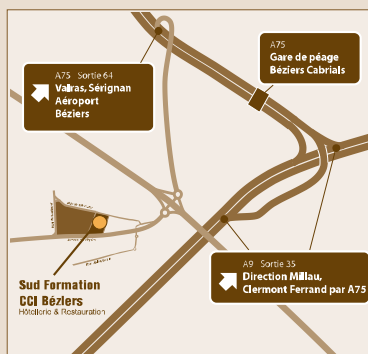 A75 Sortie 64
Valras, Sérignan
Aéroport
Béziers
A75
Gare de péage
Béziers Cabrials
A9 Sortie 35
Direction Millau,
Clermont Ferrand par A75
Sud Formation
CCI Béziers
Hôtellerie & Restauration